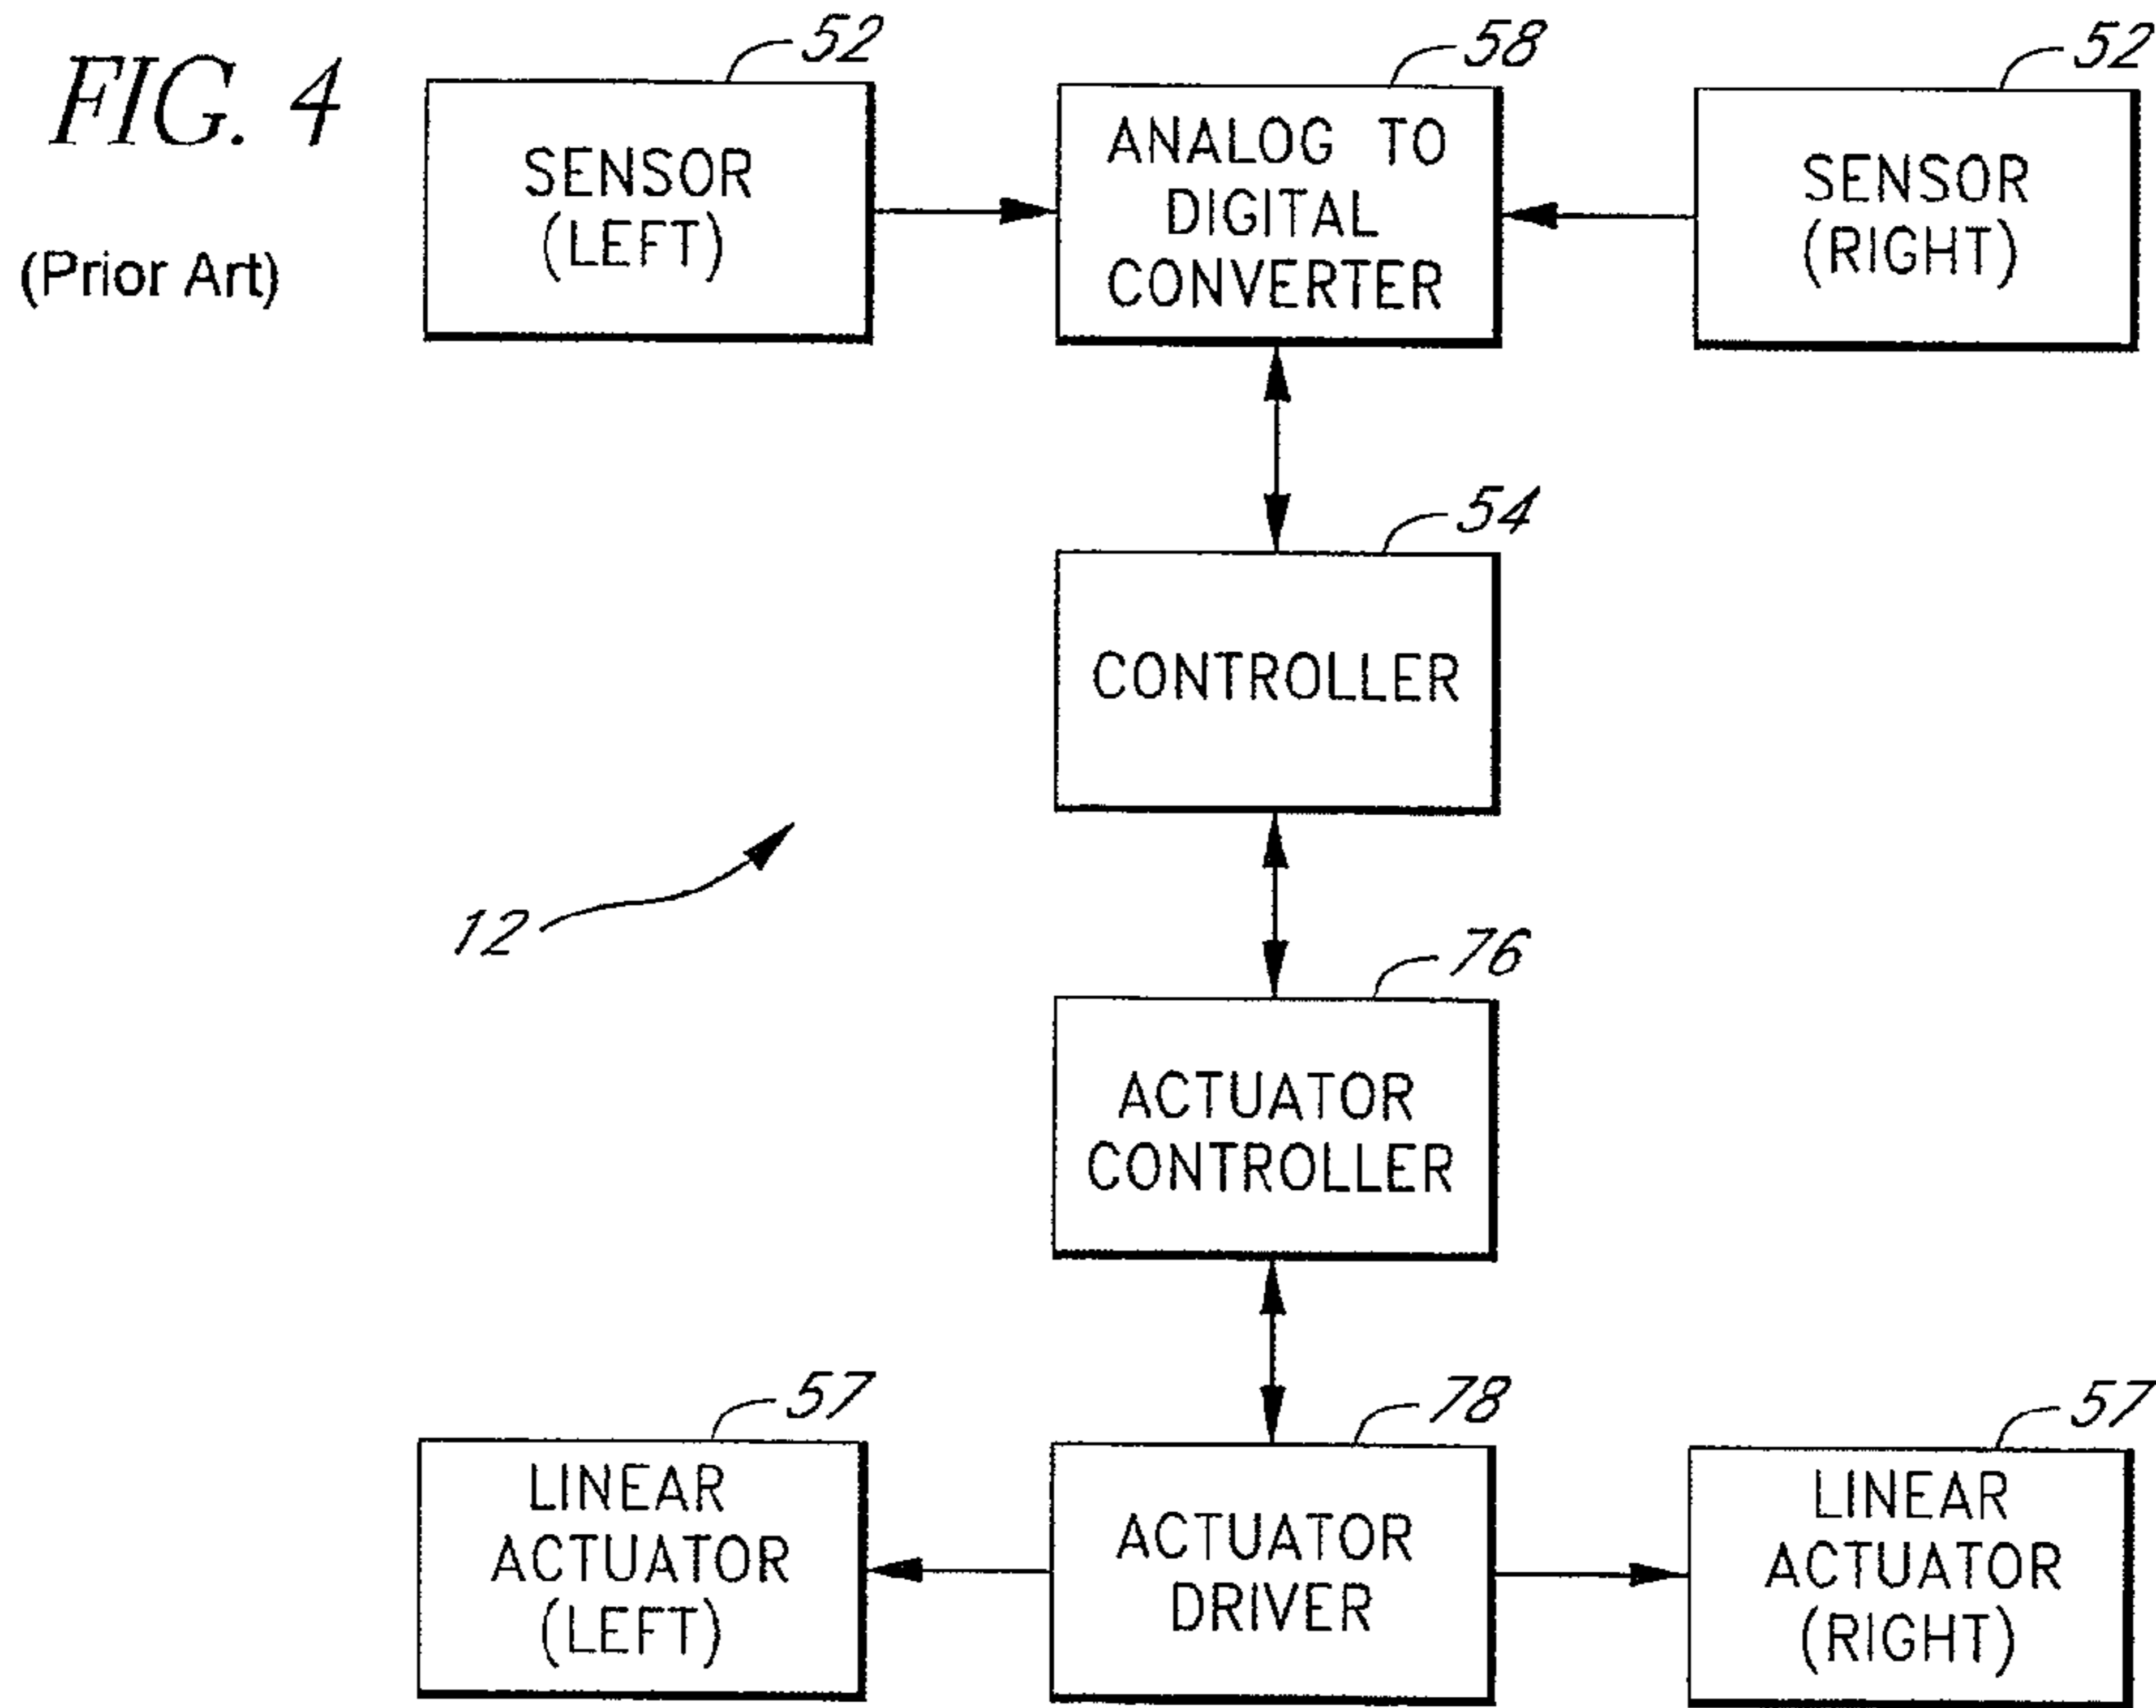 FIG. 4
(Prior Art)
52
SENSOR
(LEFT)
58
ANALOG TO
DIGITAL
CONVERTER
52
SENSOR
(RIGHT)
54
CONTROLLER
12
76
ACTUATOR
CONTROLLER
57
LINEAR
ACTUATOR
(LEFT)
78
ACTUATOR
DRIVER
57
LINEAR
ACTUATOR
(RIGHT)